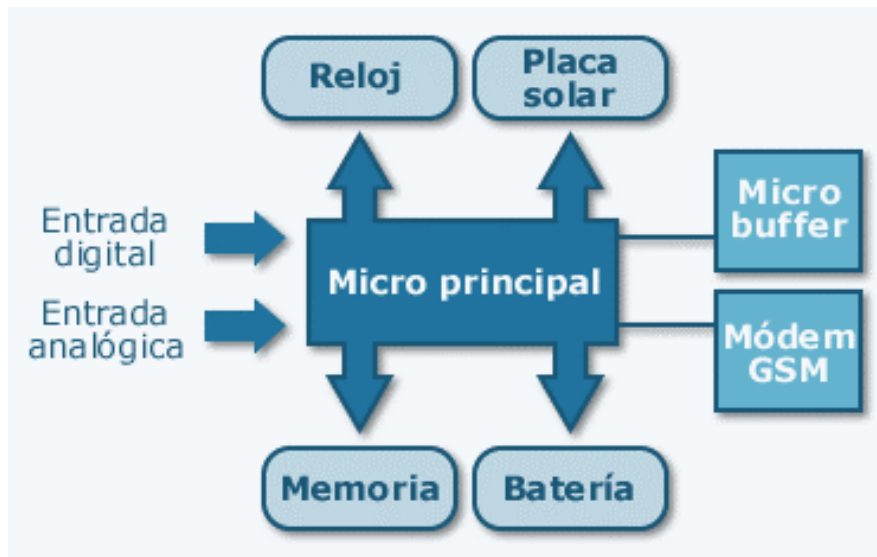 Reloj
Placa
solar
Entrada
digital
Entrada
analógica
Micro principal
Micro
buffer
Módem
GSM
Memoria
Batería